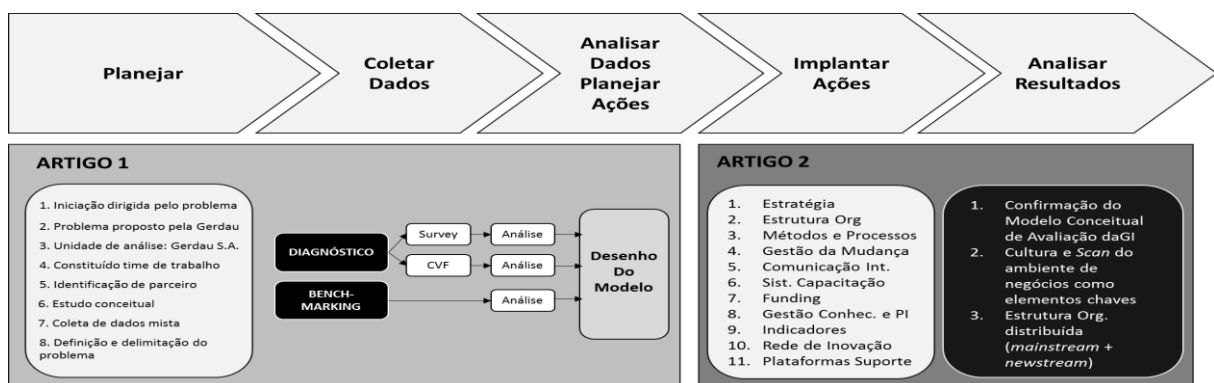 Planejar
Coletar
Dados
Analisar
Dados
Planejar
Ações
Implantar
Ações
Analisar
Resultados
ARTIGO 1
1. Iniciação dirigida pelo problema
2. Problema proposto pela Gerdau
3. Unidade de análise: Gerdau S.A.
4. Constituído time de trabalho
5. Identificação de parceiro
6. Estudo conceitual
7. Coleta de dados mista
8. Definição e delimitação do
problema
DIAGNÓSTICO
Survey
Análise
CVF
Análise
BENCH-
MARKING
Análise
Desenho
Do
Modelo
ARTIGO 2
1. Estratégia
2. Estrutura Org
3. Métodos e Processos
4. Gestão da Mudança
5. Comunicação Int.
6. Sist. Capacitação
7. Funding
8. Gestão Conhec. e PI
9. Indicadores
10. Rede de Inovação
11. Plataformas Suporte
1. Confirmação do
Modelo Conceitual
de Avaliação daGI
2. Cultura e Scan do
ambiente de
negócios como
elementos chaves
3. Estrutura Org.
distribuída
(mainstream +
newstream)